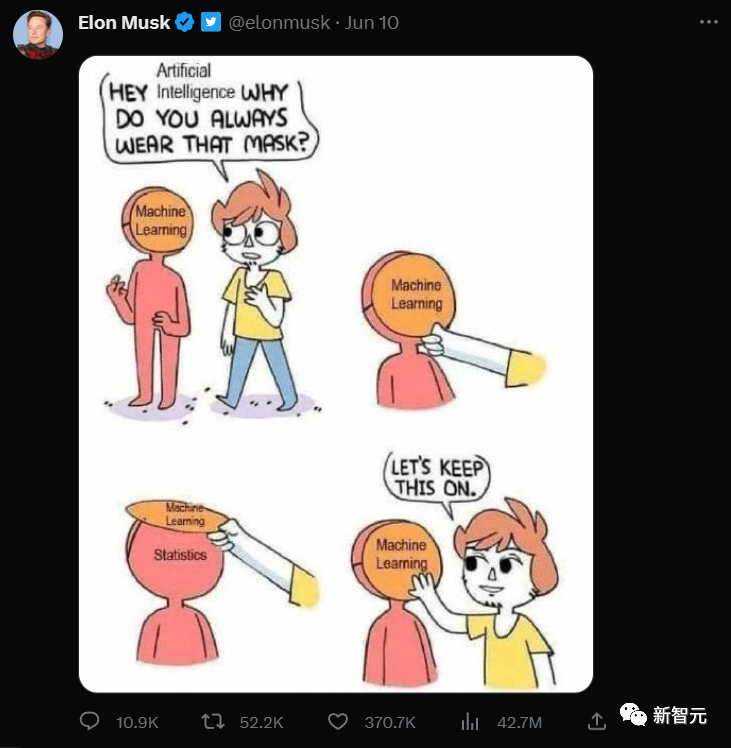 Elon Musk @elonmusk · Jun 10
Artificial
HEY Intelligence WHY
DO YOU ALWAYS
WEAR THAT MASK?
Machine
Learning
Machine
Learning
Machine
Learning
Statistics
LET'S KEEP
THIS ON.
Machine
Learning
10.9K 52.2K 370.7K 42.7M
新智元